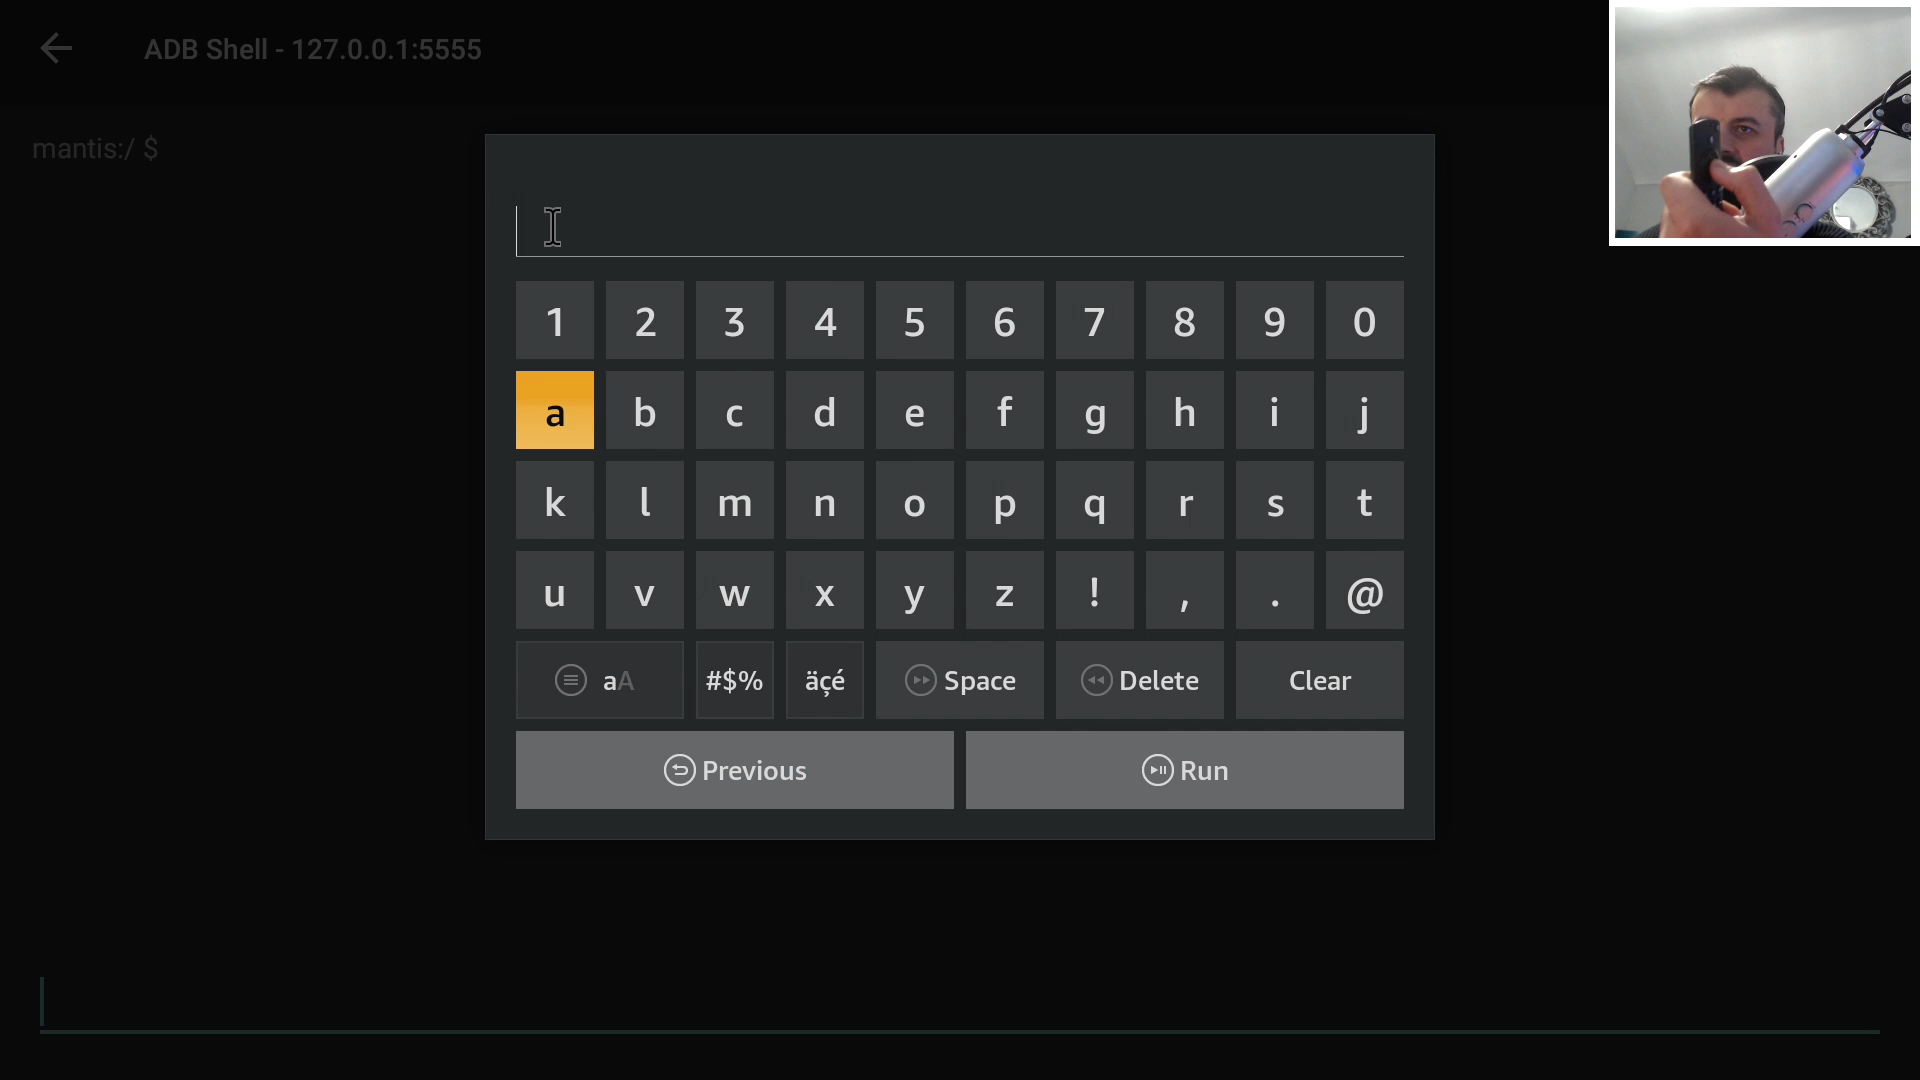 ADB Shell - 127.0.0.1:5555
mantis:/ $
1 2 3 4 5 6 7 8 9 0
a b c d e f g h i j
k l m n o p q r s t
u v w x y z ! , . @
aA #$% äçé Space Delete Clear
Previous Run